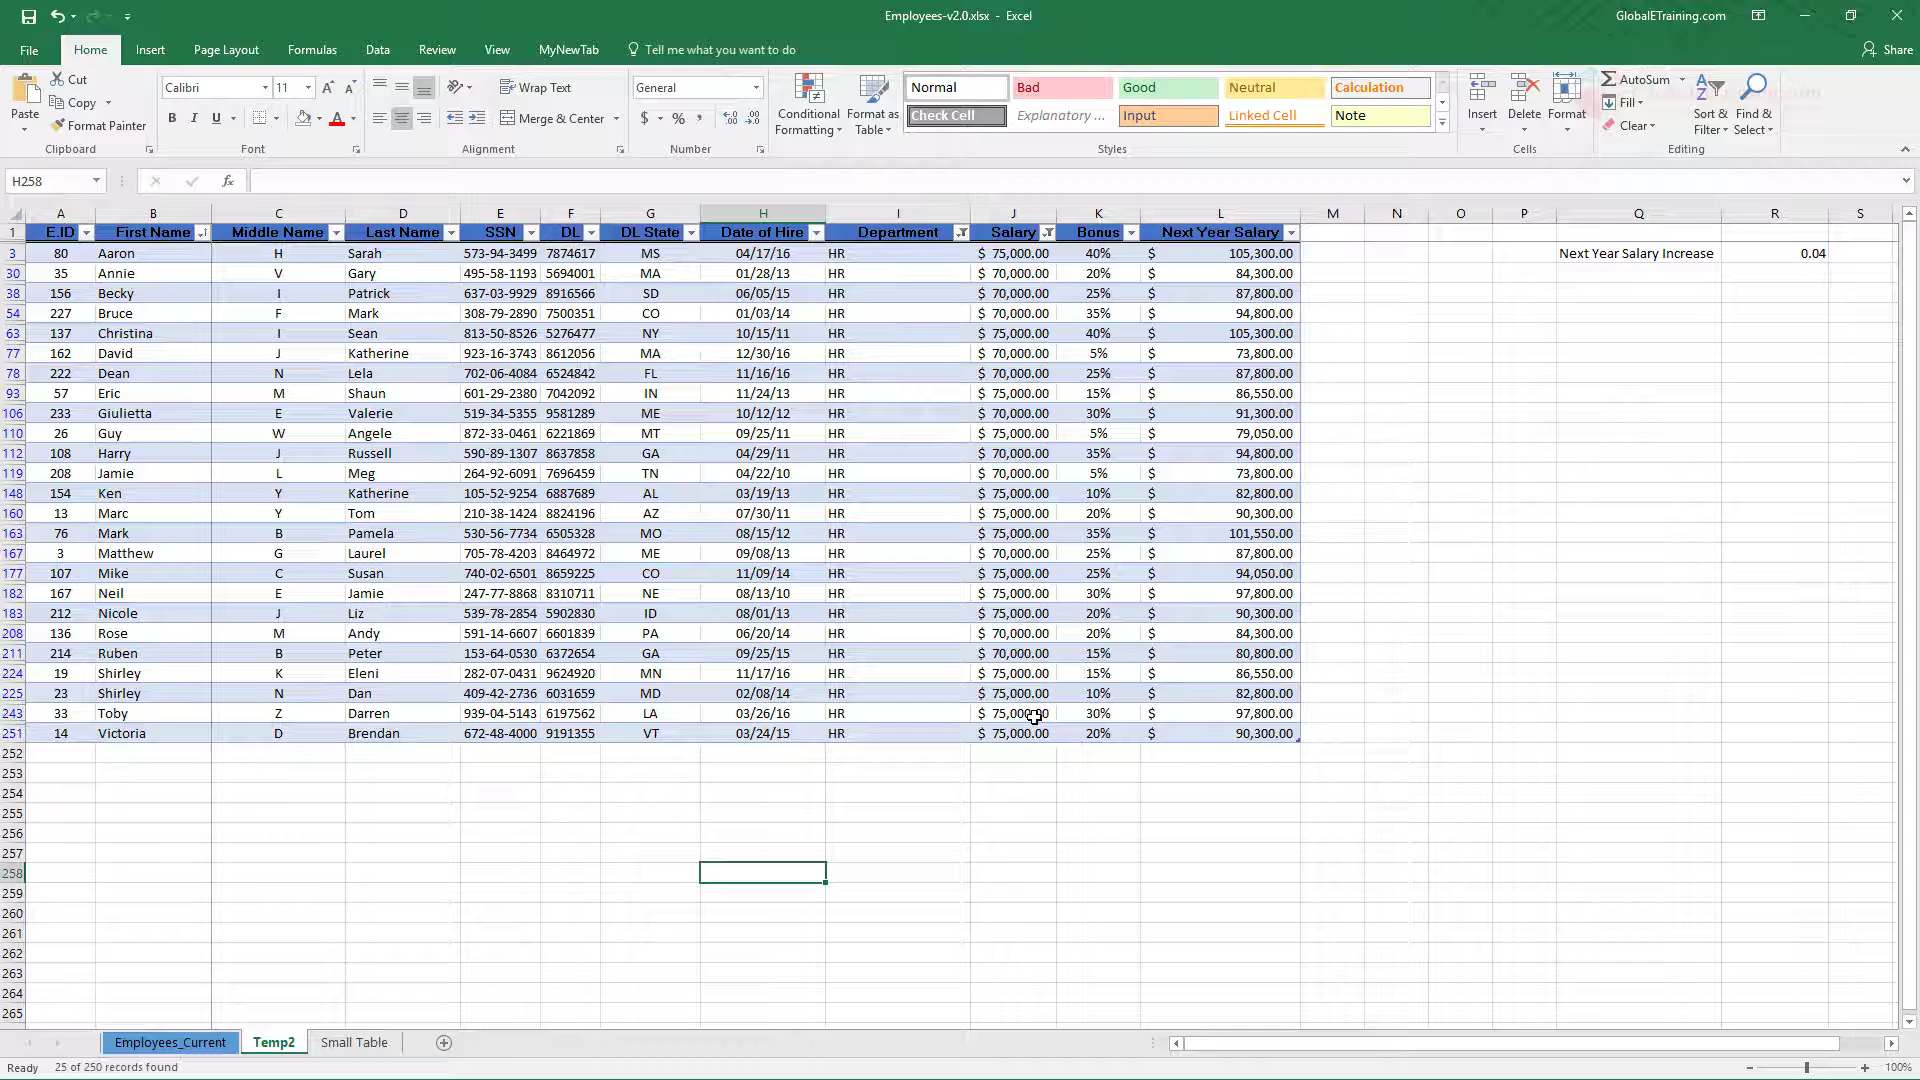 Employees-v2.0.xlsx - Excel
GlobalETraining.com
File Home Insert Page Layout Formulas Data Review View MyNewTab Tell me what you want to do Share
Paste
Cut
Copy
Format Painter
Clipboard
Calibri 11
B I U A
Font
Wrap Text
Merge & Center
Alignment
General
$ % ,
Number
Conditional Formatting
Format as Table
Normal Bad Good Neutral Calculation
Check Cell Explanatory ... Input Linked Cell Note
Styles
Insert Delete Format
Cells
AutoSum
Fill
Clear
Sort & Filter
Find & Select
Editing
H258 fx
A B C D E F G H I J K L M N O P Q R S
1 E.ID First Name Middle Name Last Name SSN DL DL State Date of Hire Department Salary Bonus Next Year Salary
3 80 Aaron H Sarah 573-94-3499 7874617 MS 04/17/16 HR $ 75,000.00 40% $ 105,300.00 Next Year Salary Increase 0.04
30 35 Annie V Gary 495-58-1193 5694001 MA 01/28/13 HR $ 70,000.00 20% $ 84,300.00
38 156 Becky I Patrick 637-03-9929 8916566 SD 06/05/15 HR $ 70,000.00 25% $ 87,800.00
54 227 Bruce F Mark 308-79-2890 7500351 CO 01/03/14 HR $ 70,000.00 35% $ 94,800.00
63 137 Christina I Sean 813-50-8526 5276477 NY 10/15/11 HR $ 75,000.00 40% $ 105,300.00
77 162 David J Katherine 923-16-3743 8612056 MA 12/30/16 HR $ 70,000.00 5% $ 73,800.00
78 222 Dean N Lela 702-06-4084 6524842 FL 11/16/16 HR $ 70,000.00 25% $ 87,800.00
93 57 Eric M Shaun 601-29-2380 7042092 IN 11/24/13 HR $ 75,000.00 15% $ 86,550.00
106 233 Giulietta E Valerie 519-34-5355 9581289 ME 10/12/12 HR $ 70,000.00 30% $ 91,300.00
110 26 Guy W Angele 872-33-0461 6221869 MT 09/25/11 HR $ 75,000.00 5% $ 79,050.00
112 108 Harry J Russell 590-89-1307 8637858 GA 04/29/11 HR $ 70,000.00 35% $ 94,800.00
119 208 Jamie L Meg 264-92-6091 7696459 TN 04/22/10 HR $ 70,000.00 5% $ 73,800.00
148 154 Ken Y Katherine 105-52-9254 6887689 AL 03/19/13 HR $ 75,000.00 10% $ 82,800.00
160 13 Marc Y Tom 210-38-1424 8824196 AZ 07/30/11 HR $ 75,000.00 20% $ 90,300.00
163 76 Mark B Pamela 530-56-7734 6505328 MO 08/15/12 HR $ 75,000.00 35% $ 101,550.00
167 3 Matthew G Laurel 705-78-4203 8464972 ME 09/08/13 HR $ 70,000.00 25% $ 87,800.00
177 107 Mike C Susan 740-02-6501 8659225 CO 11/09/14 HR $ 75,000.00 25% $ 94,050.00
182 167 Neil E Jamie 247-77-8868 8310711 NE 08/13/10 HR $ 75,000.00 30% $ 97,800.00
183 212 Nicole J Liz 539-78-2854 5902830 ID 08/01/13 HR $ 75,000.00 20% $ 90,300.00
208 136 Rose M Andy 591-14-6607 6601839 PA 06/20/14 HR $ 70,000.00 20% $ 84,300.00
211 214 Ruben B Peter 153-64-0530 6372654 GA 09/25/15 HR $ 70,000.00 15% $ 80,800.00
224 19 Shirley K Eleni 282-07-0431 9624920 MN 11/17/16 HR $ 75,000.00 15% $ 86,550.00
225 23 Shirley N Dan 409-42-2736 6031659 MD 02/08/14 HR $ 75,000.00 10% $ 82,800.00
243 33 Toby Z Darren 939-04-5143 6197562 LA 03/26/16 HR $ 75,000.00 30% $ 97,800.00
251 14 Victoria D Brendan 672-48-4000 9191355 VT 03/24/15 HR $ 75,000.00 20% $ 90,300.00
252
253
254
255
256
257
258
259
260
261
262
263
264
265
Employees_Current Temp2 Small Table
Ready 25 of 250 records found 100%